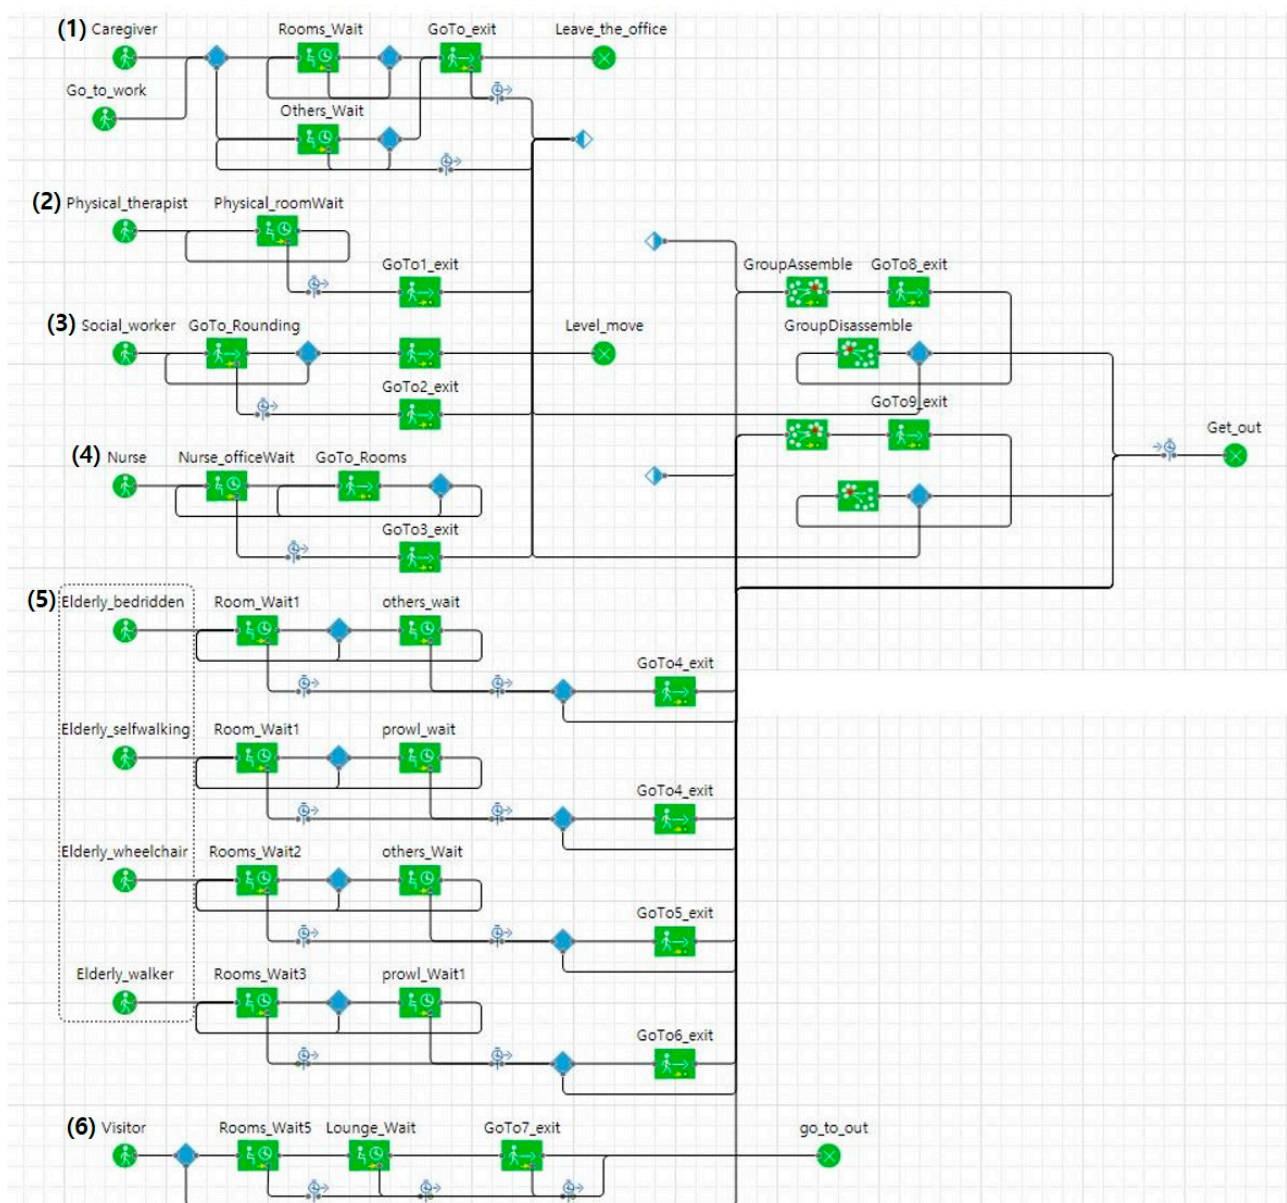 (1) Caregiver Rooms_Wait GoTo_exit Leave_the_office
Go_to_work
Others_Wait
(2) Physical_therapist Physical_roomWait
GoTo1_exit GroupAssemble GoTo8_exit
(3) Social_worker GoTo_Rounding Level_move GroupDisassemble
GoTo2_exit GoTo9_exit
Get_out
(4) Nurse Nurse_officeWait GoTo_Rooms
GoTo3_exit
(5) Elderly_bedridden Room_Wait1 others_wait
GoTo4_exit
Elderly_selfwalking Room_Wait1 prowl_wait
GoTo4_exit
Elderly_wheelchair Rooms_Wait2 others_Wait
GoTo5_exit
Elderly_walker Rooms_Wait3 prowl_Wait1
GoTo6_exit
(6) Visitor Rooms_Wait5 Lounge_Wait GoTo7_exit go_to_out